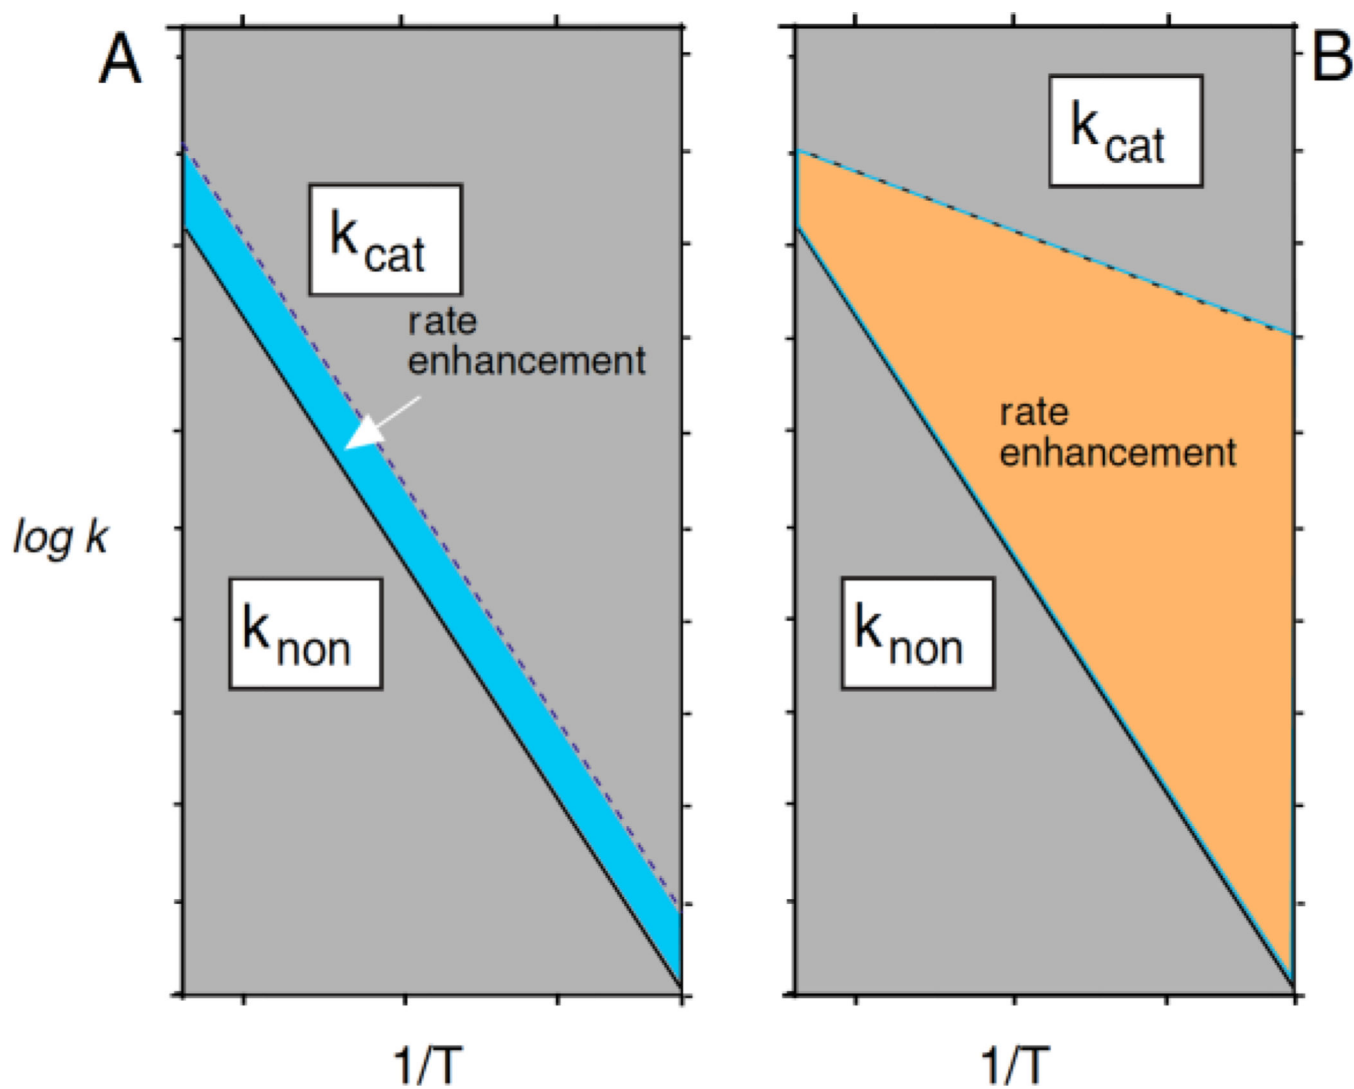 A
B
k cat
rate
enhancement
k non
log k
1/T
k cat
rate
enhancement
k non
1/T